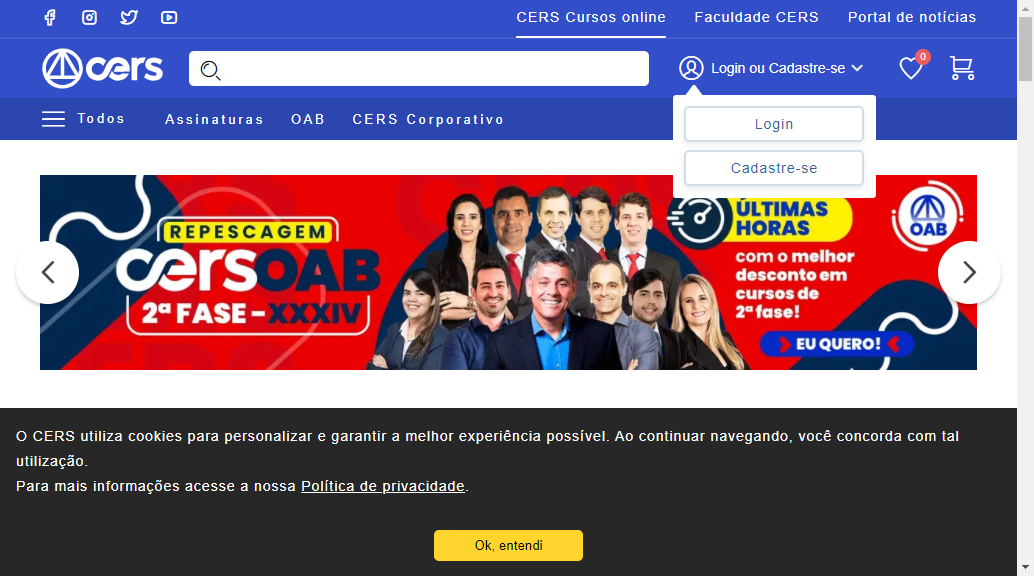 CERS Cursos online Faculdade CERS Portal de notícias
cers
Login ou Cadastre-se
0
Todos Assinaturas OAB CERS Corporativo
Login
Cadastre-se
REPESCAGEM
cersOAB
2ª FASE - XXXIV
ÚLTIMAS
HORAS
com o melhor
desconto em
cursos de
2ª fase!
EU QUERO!
OAB
O CERS utiliza cookies para personalizar e garantir a melhor experiência possível. Ao continuar navegando, você concorda com tal
utilização.
Para mais informações acesse a nossa Política de privacidade.
Ok, entendi